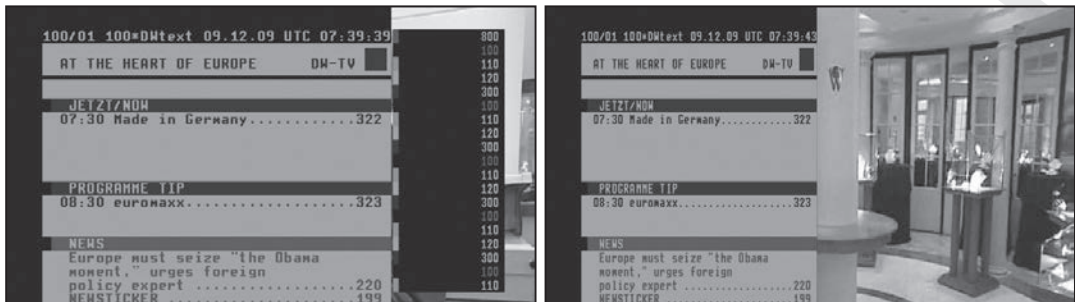 100/01 100*DWtext 09.12.09 UTC 07:39:39
AT THE HEART OF EUROPE DW-TV
JETZT/NOW
07:30 Made in Germany............322
PROGRAMME TIP
08:30 euromaxx...................323
NEWS
Europe must seize "the Obama
moment," urges foreign
policy expert ..................220
NEWSTICKER .....................199
800
100
110
120
300
100
110
120
300
100
110
120
300
100
110
120
300
100
110
100/01 100*DWtext 09.12.09 UTC 07:39:43
AT THE HEART OF EUROPE DW-TV
JETZT/NOW
07:30 Made in Germany............322
PROGRAMME TIP
08:30 euromaxx...................323
NEWS
Europe must seize "the Obama
moment," urges foreign
policy expert ..................220
NEWSTICKER .....................199